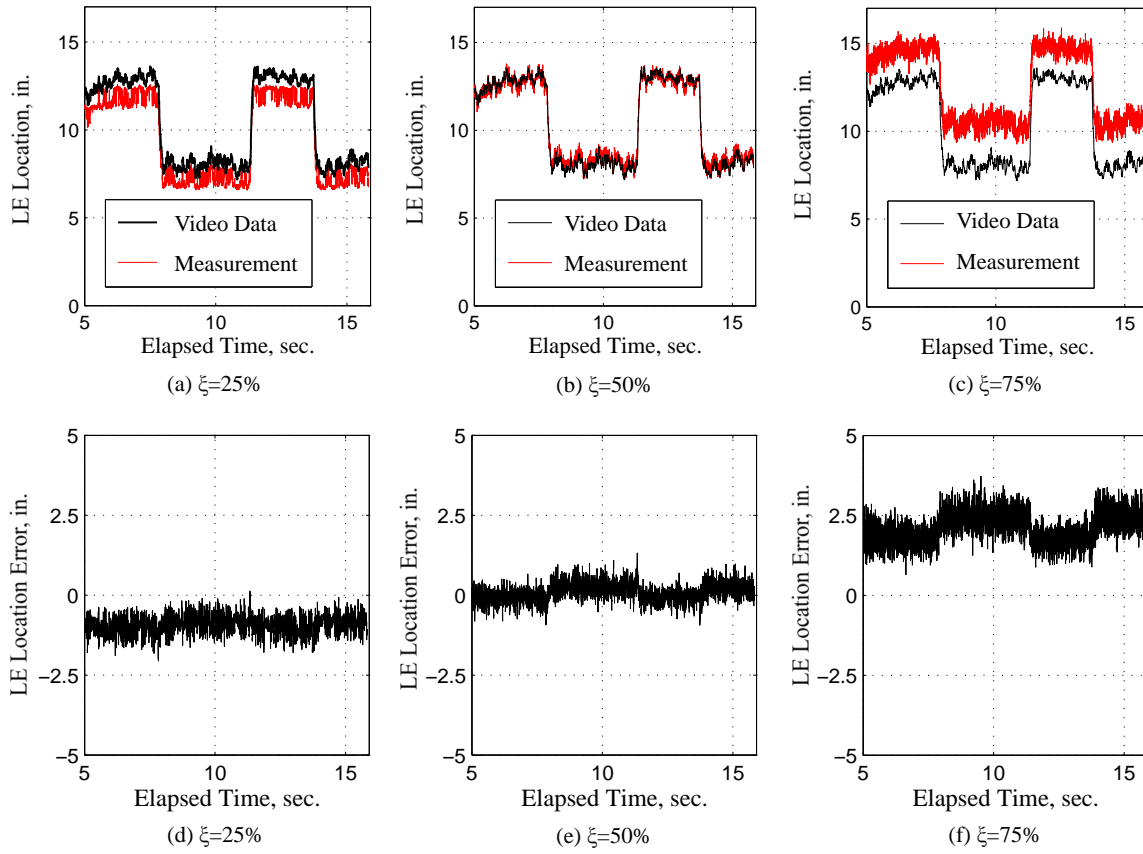 15
10
5
0
LE Location, in.
Video Data
Measurement
5 10 15
Elapsed Time, sec.
(a) ξ=25%
15
10
5
0
LE Location, in.
Video Data
Measurement
5 10 15
Elapsed Time, sec.
(b) ξ=50%
15
10
5
0
LE Location, in.
Video Data
Measurement
5 10 15
Elapsed Time, sec.
(c) ξ=75%
5
2.5
0
−2.5
−5
LE Location Error, in.
5 10 15
Elapsed Time, sec.
(d) ξ=25%
5
2.5
0
−2.5
−5
LE Location Error, in.
5 10 15
Elapsed Time, sec.
(e) ξ=50%
5
2.5
0
−2.5
−5
LE Location Error, in.
5 10 15
Elapsed Time, sec.
(f) ξ=75%